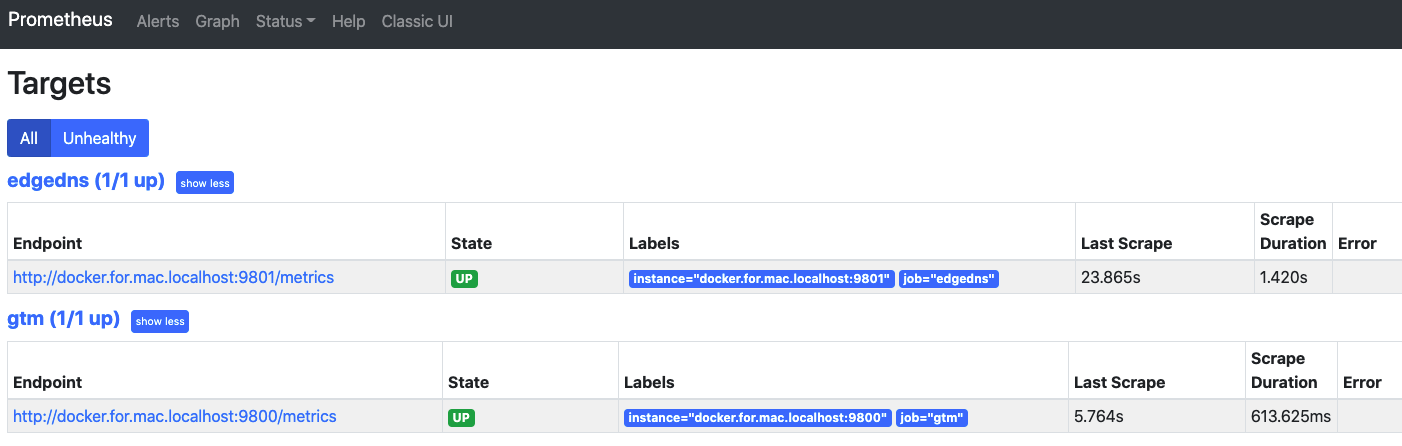 Prometheus Alerts Graph Status Help Classic UI
Targets
All Unhealthy
edgedns (1/1 up) show less
Endpoint State Labels Last Scrape Scrape Duration Error
http://docker.for.mac.localhost:9801/metrics UP instance="docker.for.mac.localhost:9801" job="edgedns" 23.865s 1.420s
gtm (1/1 up) show less
Endpoint State Labels Last Scrape Scrape Duration Error
http://docker.for.mac.localhost:9800/metrics UP instance="docker.for.mac.localhost:9800" job="gtm" 5.764s 613.625ms